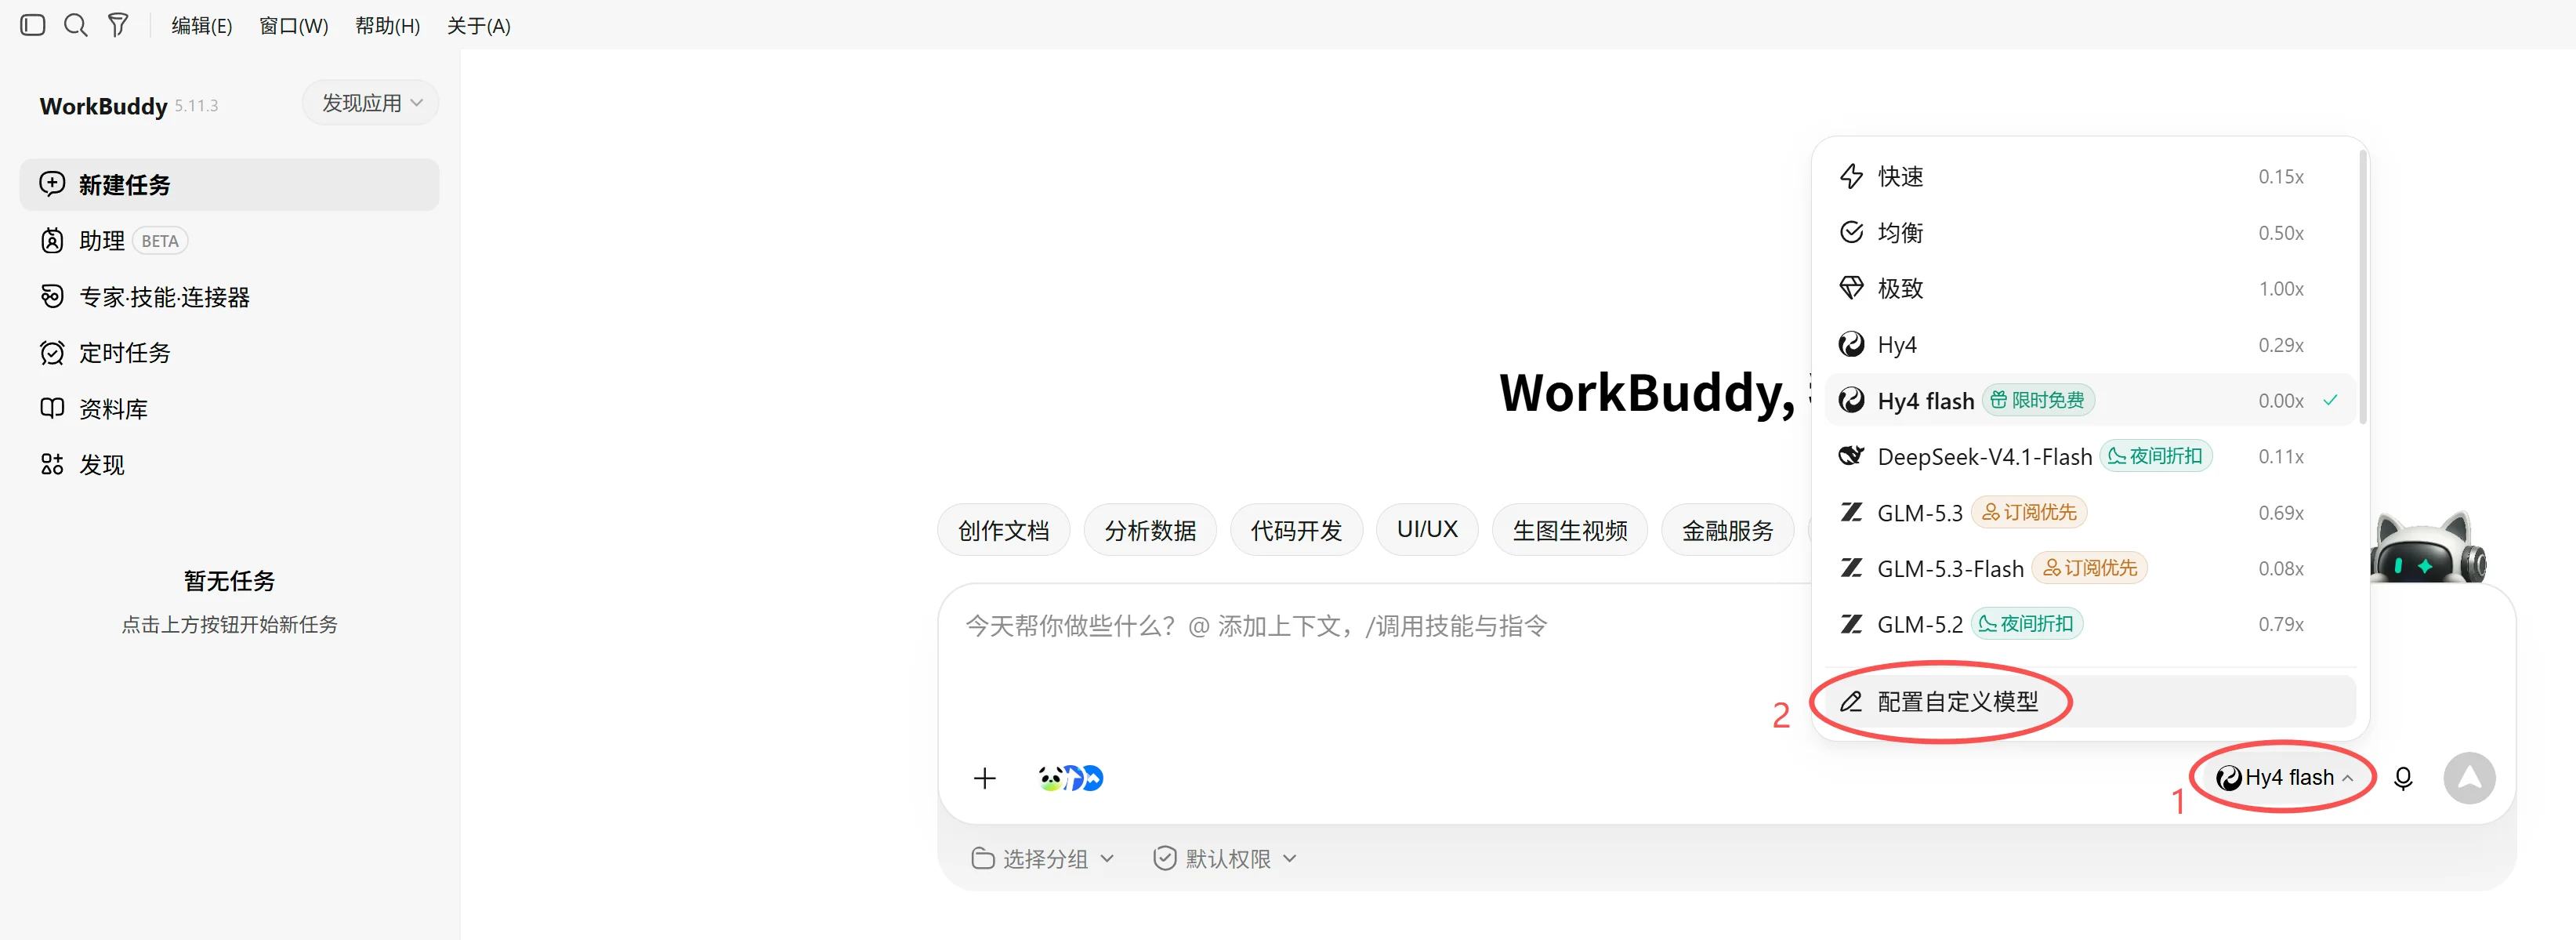 编辑(E) 窗口(W) 帮助(H) 关于(A)
WorkBuddy 5.11.3 发现应用
新建任务
助理 BETA
专家·技能·连接器
定时任务
资料库
发现
暂无任务
点击上方按钮开始新任务
WorkBuddy,
创作文档 分析数据 代码开发 UI/UX 生图生视频 金融服务
今天帮你做些什么？@ 添加上下文，/调用技能与指令
快速 0.15x
均衡 0.50x
极致 1.00x
Hy4 0.29x
Hy4 flash 限时免费 0.00x
DeepSeek-V4.1-Flash 夜间折扣 0.11x
GLM-5.3 订阅优先 0.69x
GLM-5.3-Flash 订阅优先 0.08x
GLM-5.2 夜间折扣 0.79x
2 配置自定义模型
1 Hy4 flash
选择分组 默认权限